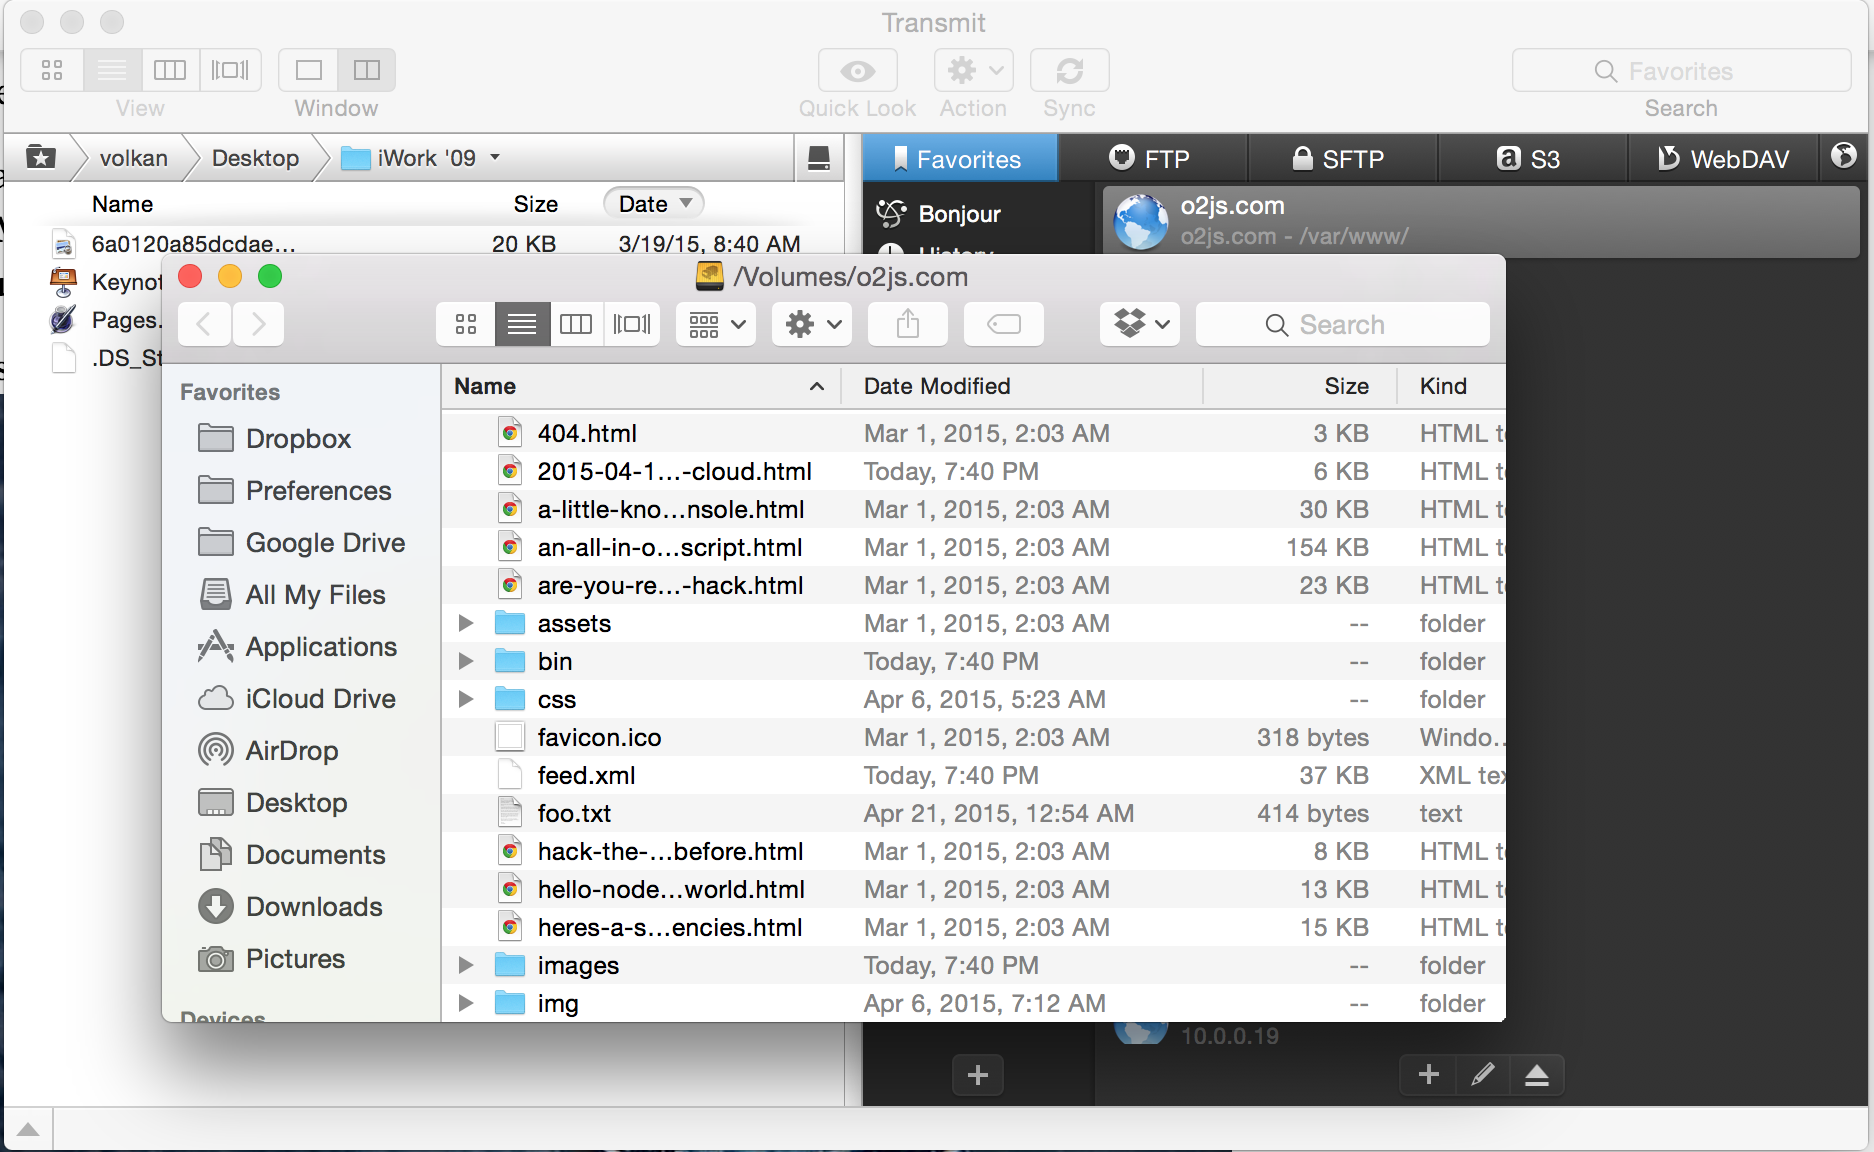 Transmit
View
Window
Quick Look
Action
Sync
Favorites
Search
volkan
Desktop
iWork '09
Name
Size
Date
6a0120a85dcdae...
20 KB
3/19/15, 8:40 AM
Keynot
Pages.
.DS_St
Favorites
FTP
SFTP
S3
WebDAV
Bonjour
History
o2js.com
o2js.com - /var/www/
/Volumes/o2js.com
Search
Favorites
Dropbox
Preferences
Google Drive
All My Files
Applications
iCloud Drive
AirDrop
Desktop
Documents
Downloads
Pictures
Devices
Name Date Modified Size Kind
404.html Mar 1, 2015, 2:03 AM 3 KB HTML te
2015-04-1...-cloud.html Today, 7:40 PM 6 KB HTML te
a-little-kno...nsole.html Mar 1, 2015, 2:03 AM 30 KB HTML te
an-all-in-o...script.html Mar 1, 2015, 2:03 AM 154 KB HTML te
are-you-re...-hack.html Mar 1, 2015, 2:03 AM 23 KB HTML te
assets Mar 1, 2015, 2:03 AM -- folder
bin Today, 7:40 PM -- folder
css Apr 6, 2015, 5:23 AM -- folder
favicon.ico Mar 1, 2015, 2:03 AM 318 bytes Windo...
feed.xml Today, 7:40 PM 37 KB XML tex
foo.txt Apr 21, 2015, 12:54 AM 414 bytes text
hack-the-...before.html Mar 1, 2015, 2:03 AM 8 KB HTML te
hello-node...world.html Mar 1, 2015, 2:03 AM 13 KB HTML te
heres-a-s...encies.html Mar 1, 2015, 2:03 AM 15 KB HTML te
images Today, 7:40 PM -- folder
img Apr 6, 2015, 7:12 AM -- folder
10.0.0.19